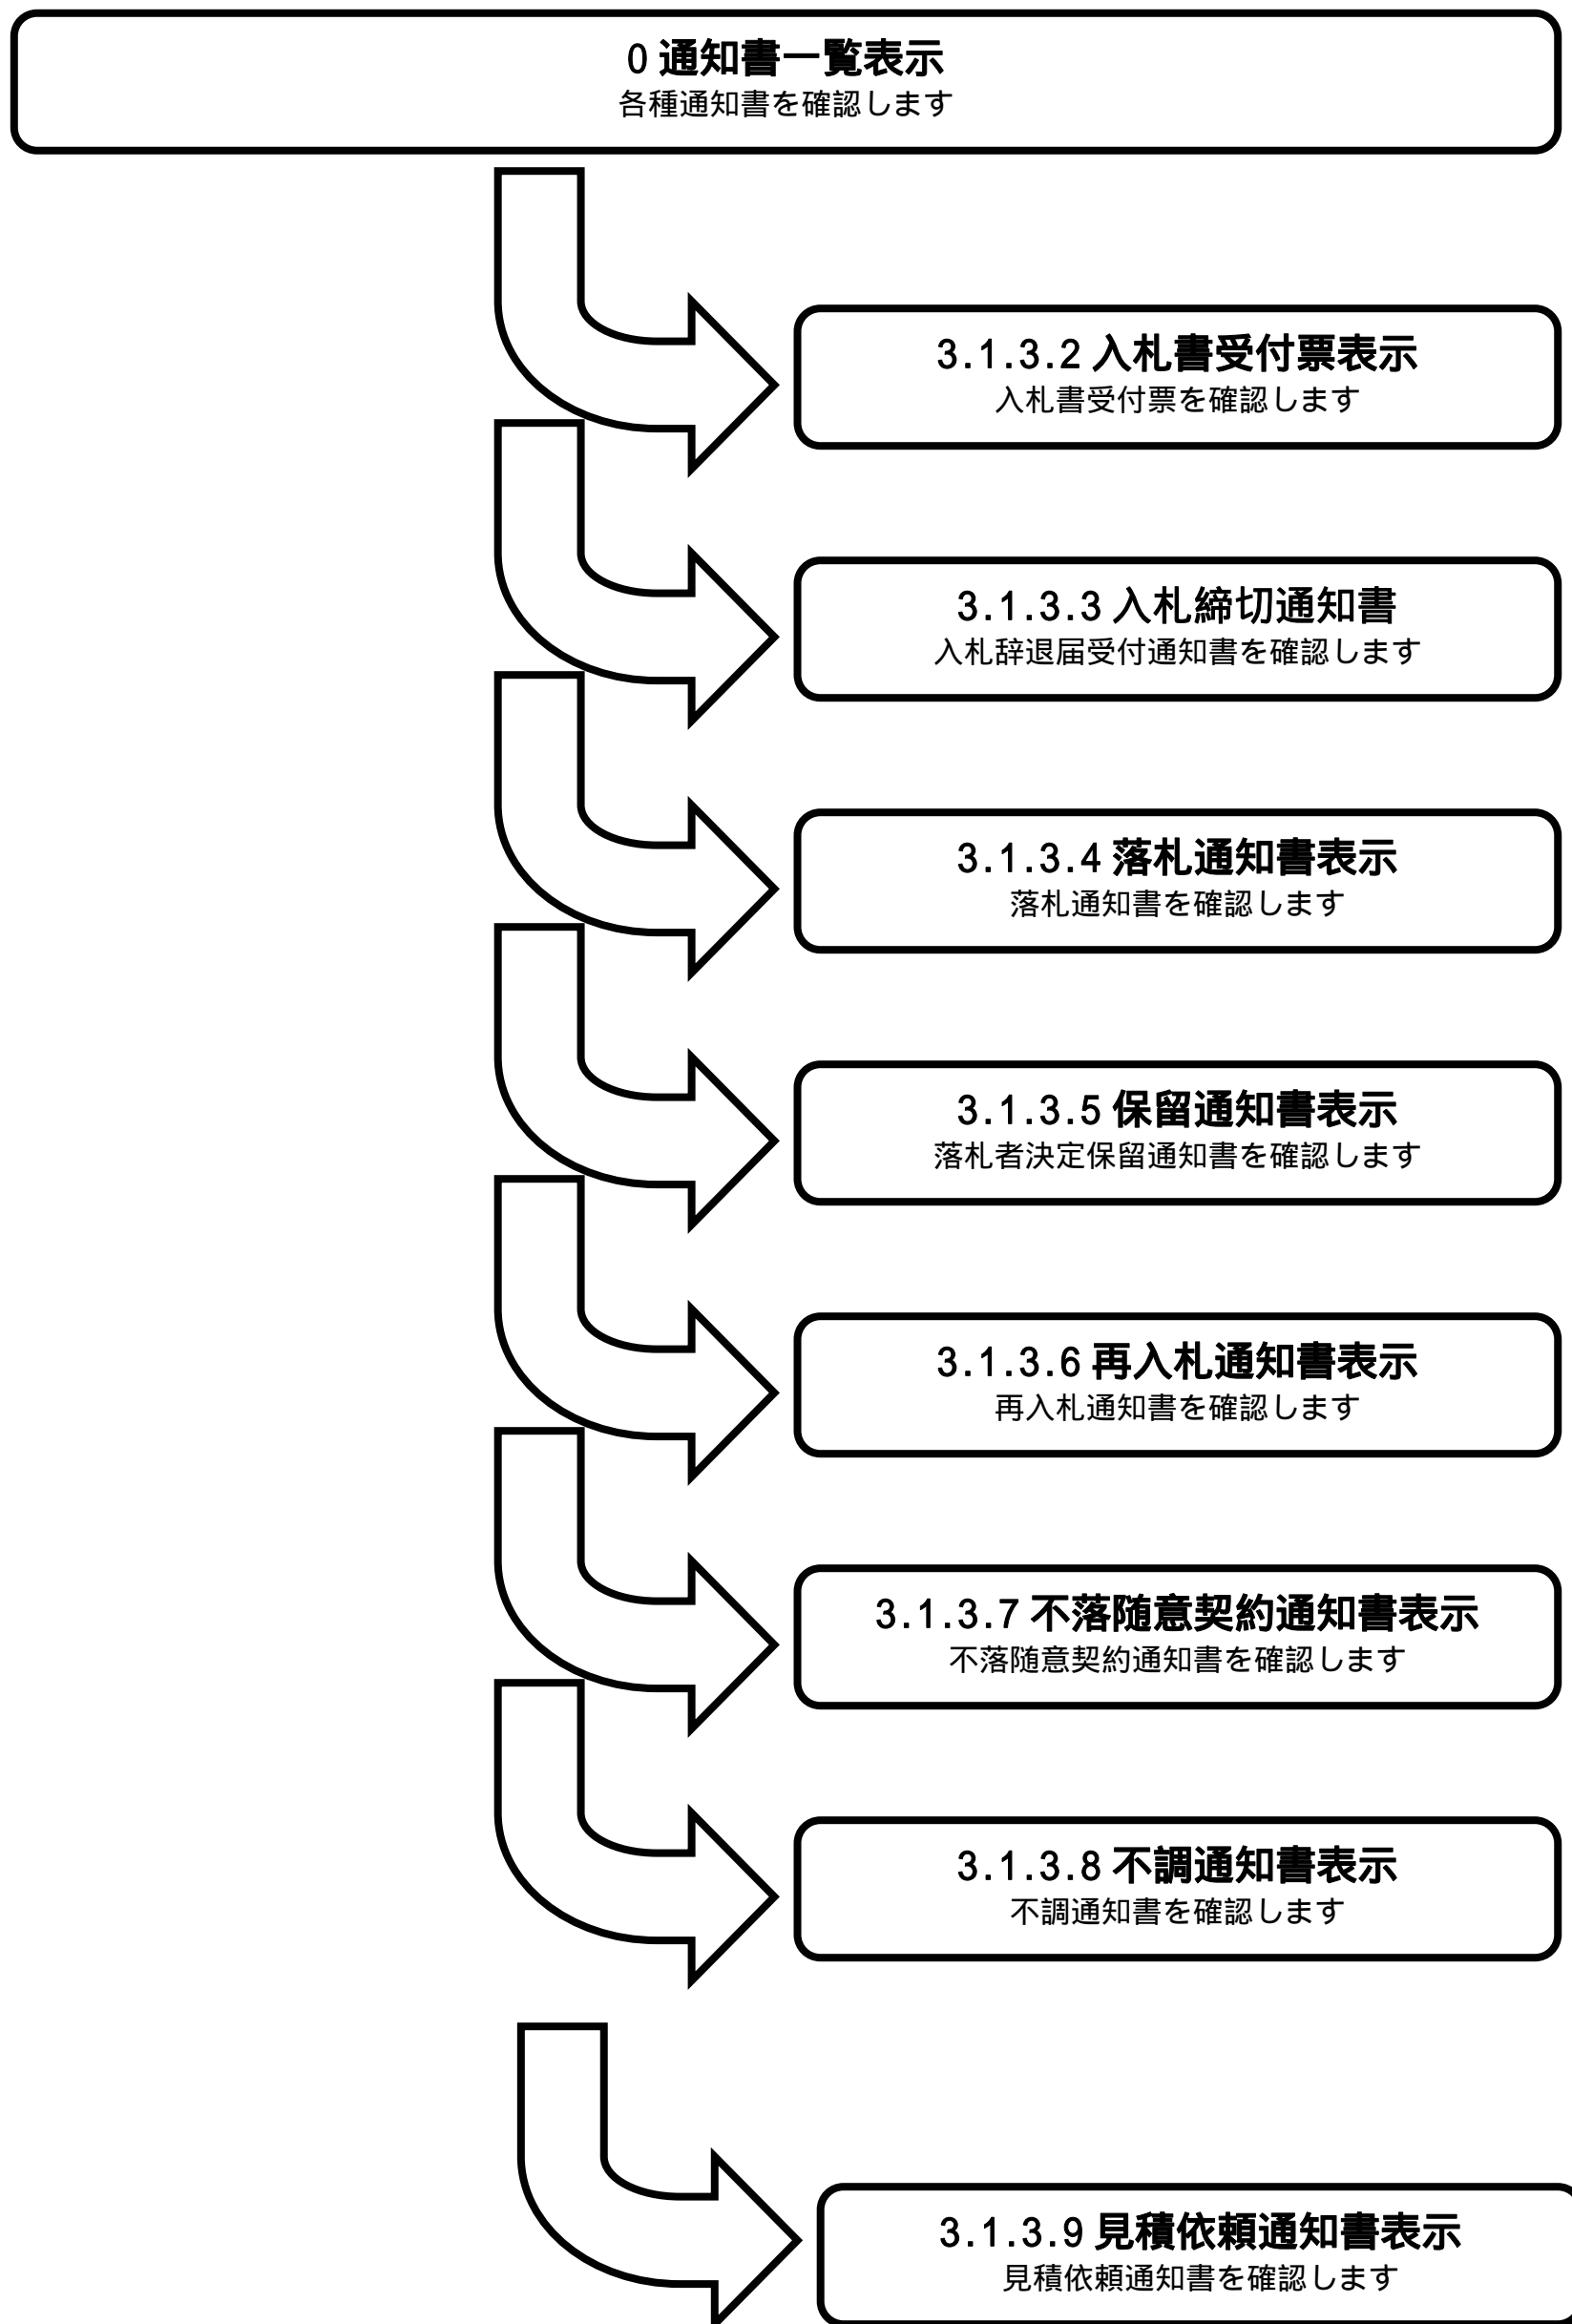 0 通知書一覧表示
各種通知書を確認します
3.1.3.2 入札書受付票表示
入札書受付票を確認します
3.1.3.3 入札締切通知書
入札辞退届受付通知書を確認します
3.1.3.4 落札通知書表示
落札通知書を確認します
3.1.3.5 保留通知書表示
落札者決定保留通知書を確認します
3.1.3.6 再入札通知書表示
再入札通知書を確認します
3.1.3.7 不落随意契約通知書表示
不落随意契約通知書を確認します
3.1.3.8 不調通知書表示
不調通知書を確認します
3.1.3.9 見積依頼通知書表示
見積依頼通知書を確認します